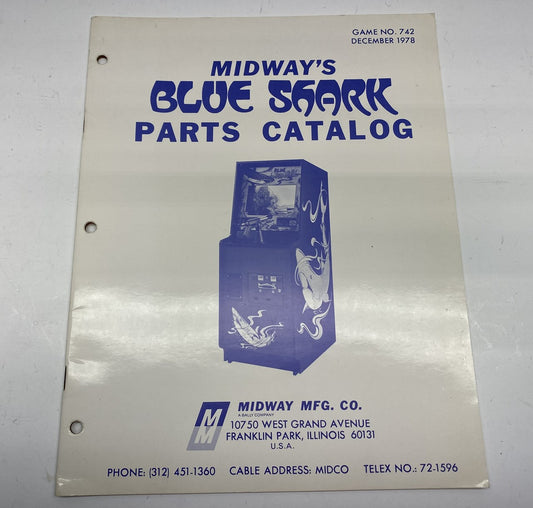 GAME NO. 742
DECEMBER 1978
MIDWAY'S
BLUE SHARK
PARTS CATALOG
MIDWAY MFG. CO.
A BALLY COMPANY
10750 WEST GRAND AVENUE
FRANKLIN PARK, ILLINOIS 60131
U.S.A.
PHONE: (312) 451-1360 CABLE ADDRESS: MIDCO TELEX NO.: 72-1596